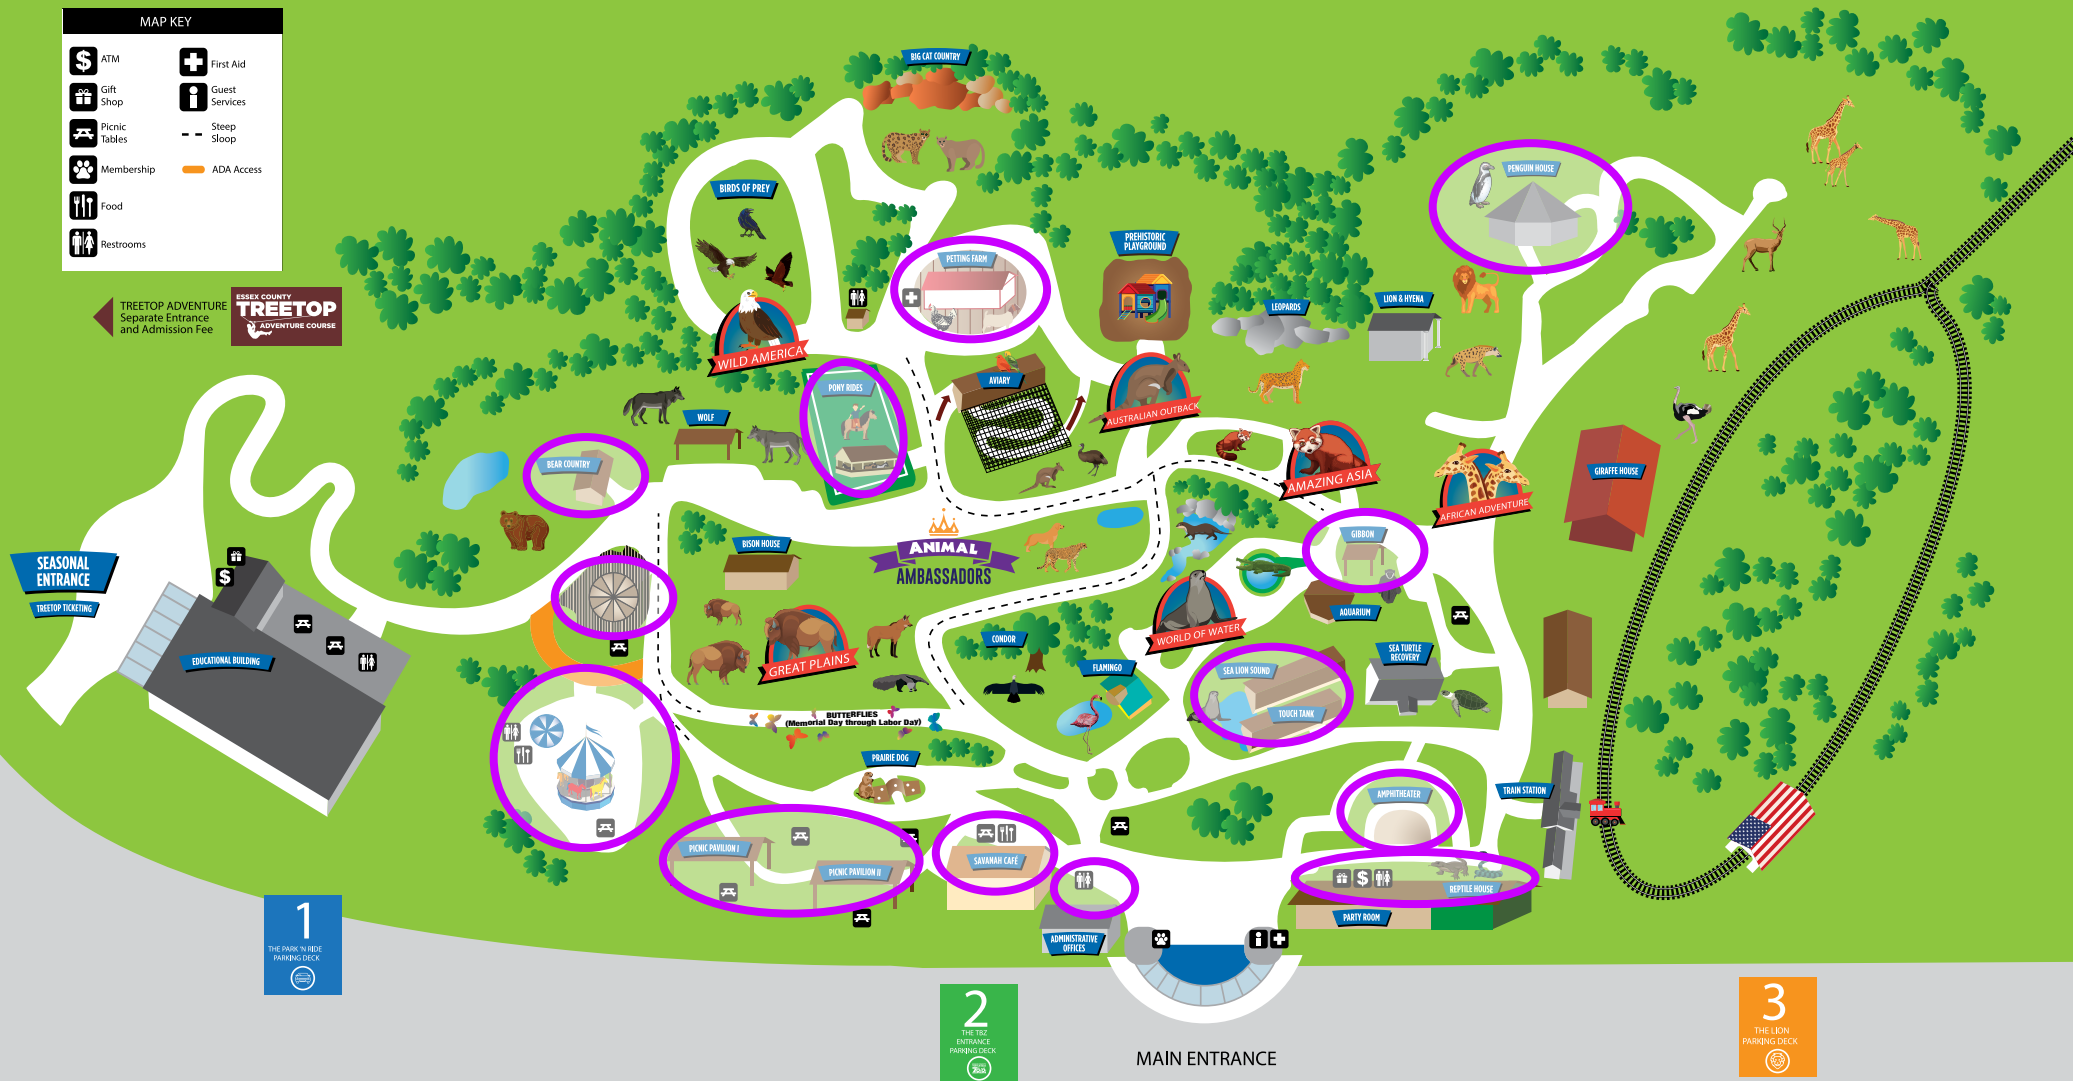 MAP KEY
ATM
Gift
Shop
Picnic
Tables
Membership
Food
Restrooms
First Aid
Guest
Services
Steep
Sloop
ADA Access
TREETOP ADVENTURE
Separate Entrance
and Admission Fee
ESSEX COUNTY
TREETOP
ADVENTURE COURSE
BIG CAT COUNTRY
BIRDS OF PREY
PENGUIN HOUSE
PREHISTORIC
PLAYGROUND
PETTING FARM
LEOPARDS
LION & HYENA
WILD AMERICA
PONY RIDES
AVIARY
AUSTRALIAN OUTBACK
WOLF
BEAR COUNTRY
AMAZING ASIA
AFRICAN ADVENTURE
GIRAFFE HOUSE
SEASONAL
ENTRANCE
TREETOP TICKETING
BISON HOUSE
ANIMAL
AMBASSADORS
GIBBON
AQUARIUM
WORLD OF WATER
CONDOR
FLAMINGO
GREAT PLAINS
EDUCATIONAL BUILDING
SEA LION SOUND
TOUCH TANK
SEA TURTLE
RECOVERY
BUTTERFLIES
(Memorial Day through Labor Day)
PRAIRIE DOG
AMPHITHEATER
TRAIN STATION
PICNIC PAVILION I
PICNIC PAVILION II
SAVANAH CAFÉ
REPTILE HOUSE
PARTY ROOM
ADMINISTRATIVE
OFFICES
1
THE PARK 'N RIDE
PARKING DECK
2
THE TBZ
ENTRANCE
PARKING DECK
3
THE LION
PARKING DECK
MAIN ENTRANCE